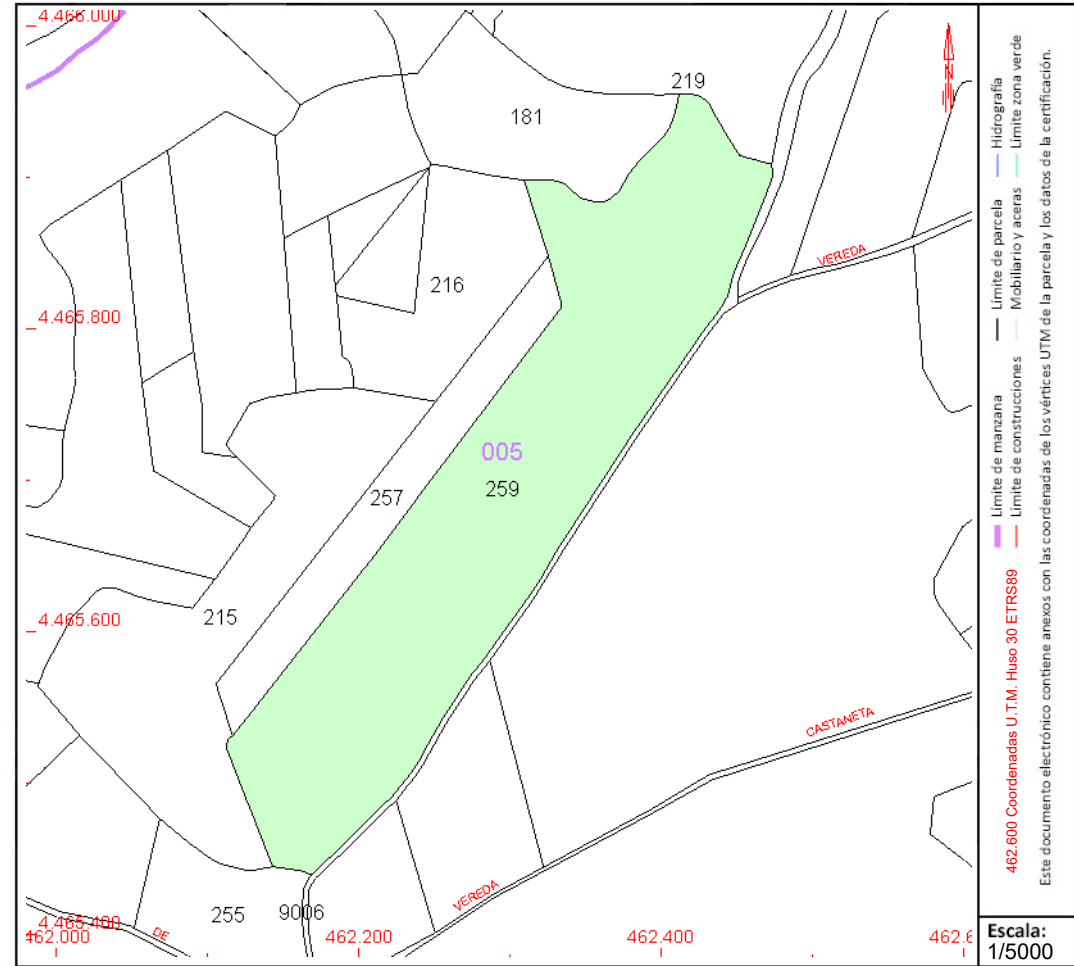 4.466.000
219
181
VEREDA
216
4.465.800
005
259
257
215
4.465.600
CASTAÑETA
VEREDA
255
9006
DE
4.465.400
462.000
462.200
462.400
462.6
N
Límite de manzana
Límite de parcela
Hidrografía
Límite de construcciones
Mobiliario y aceras
Límite zona verde
462.600 Coordenadas U.T.M. Huso 30 ETRS89
Este documento electrónico contiene anexos con las coordenadas de los vértices UTM de la parcela y los datos de la certificación.
Escala:
1/5000